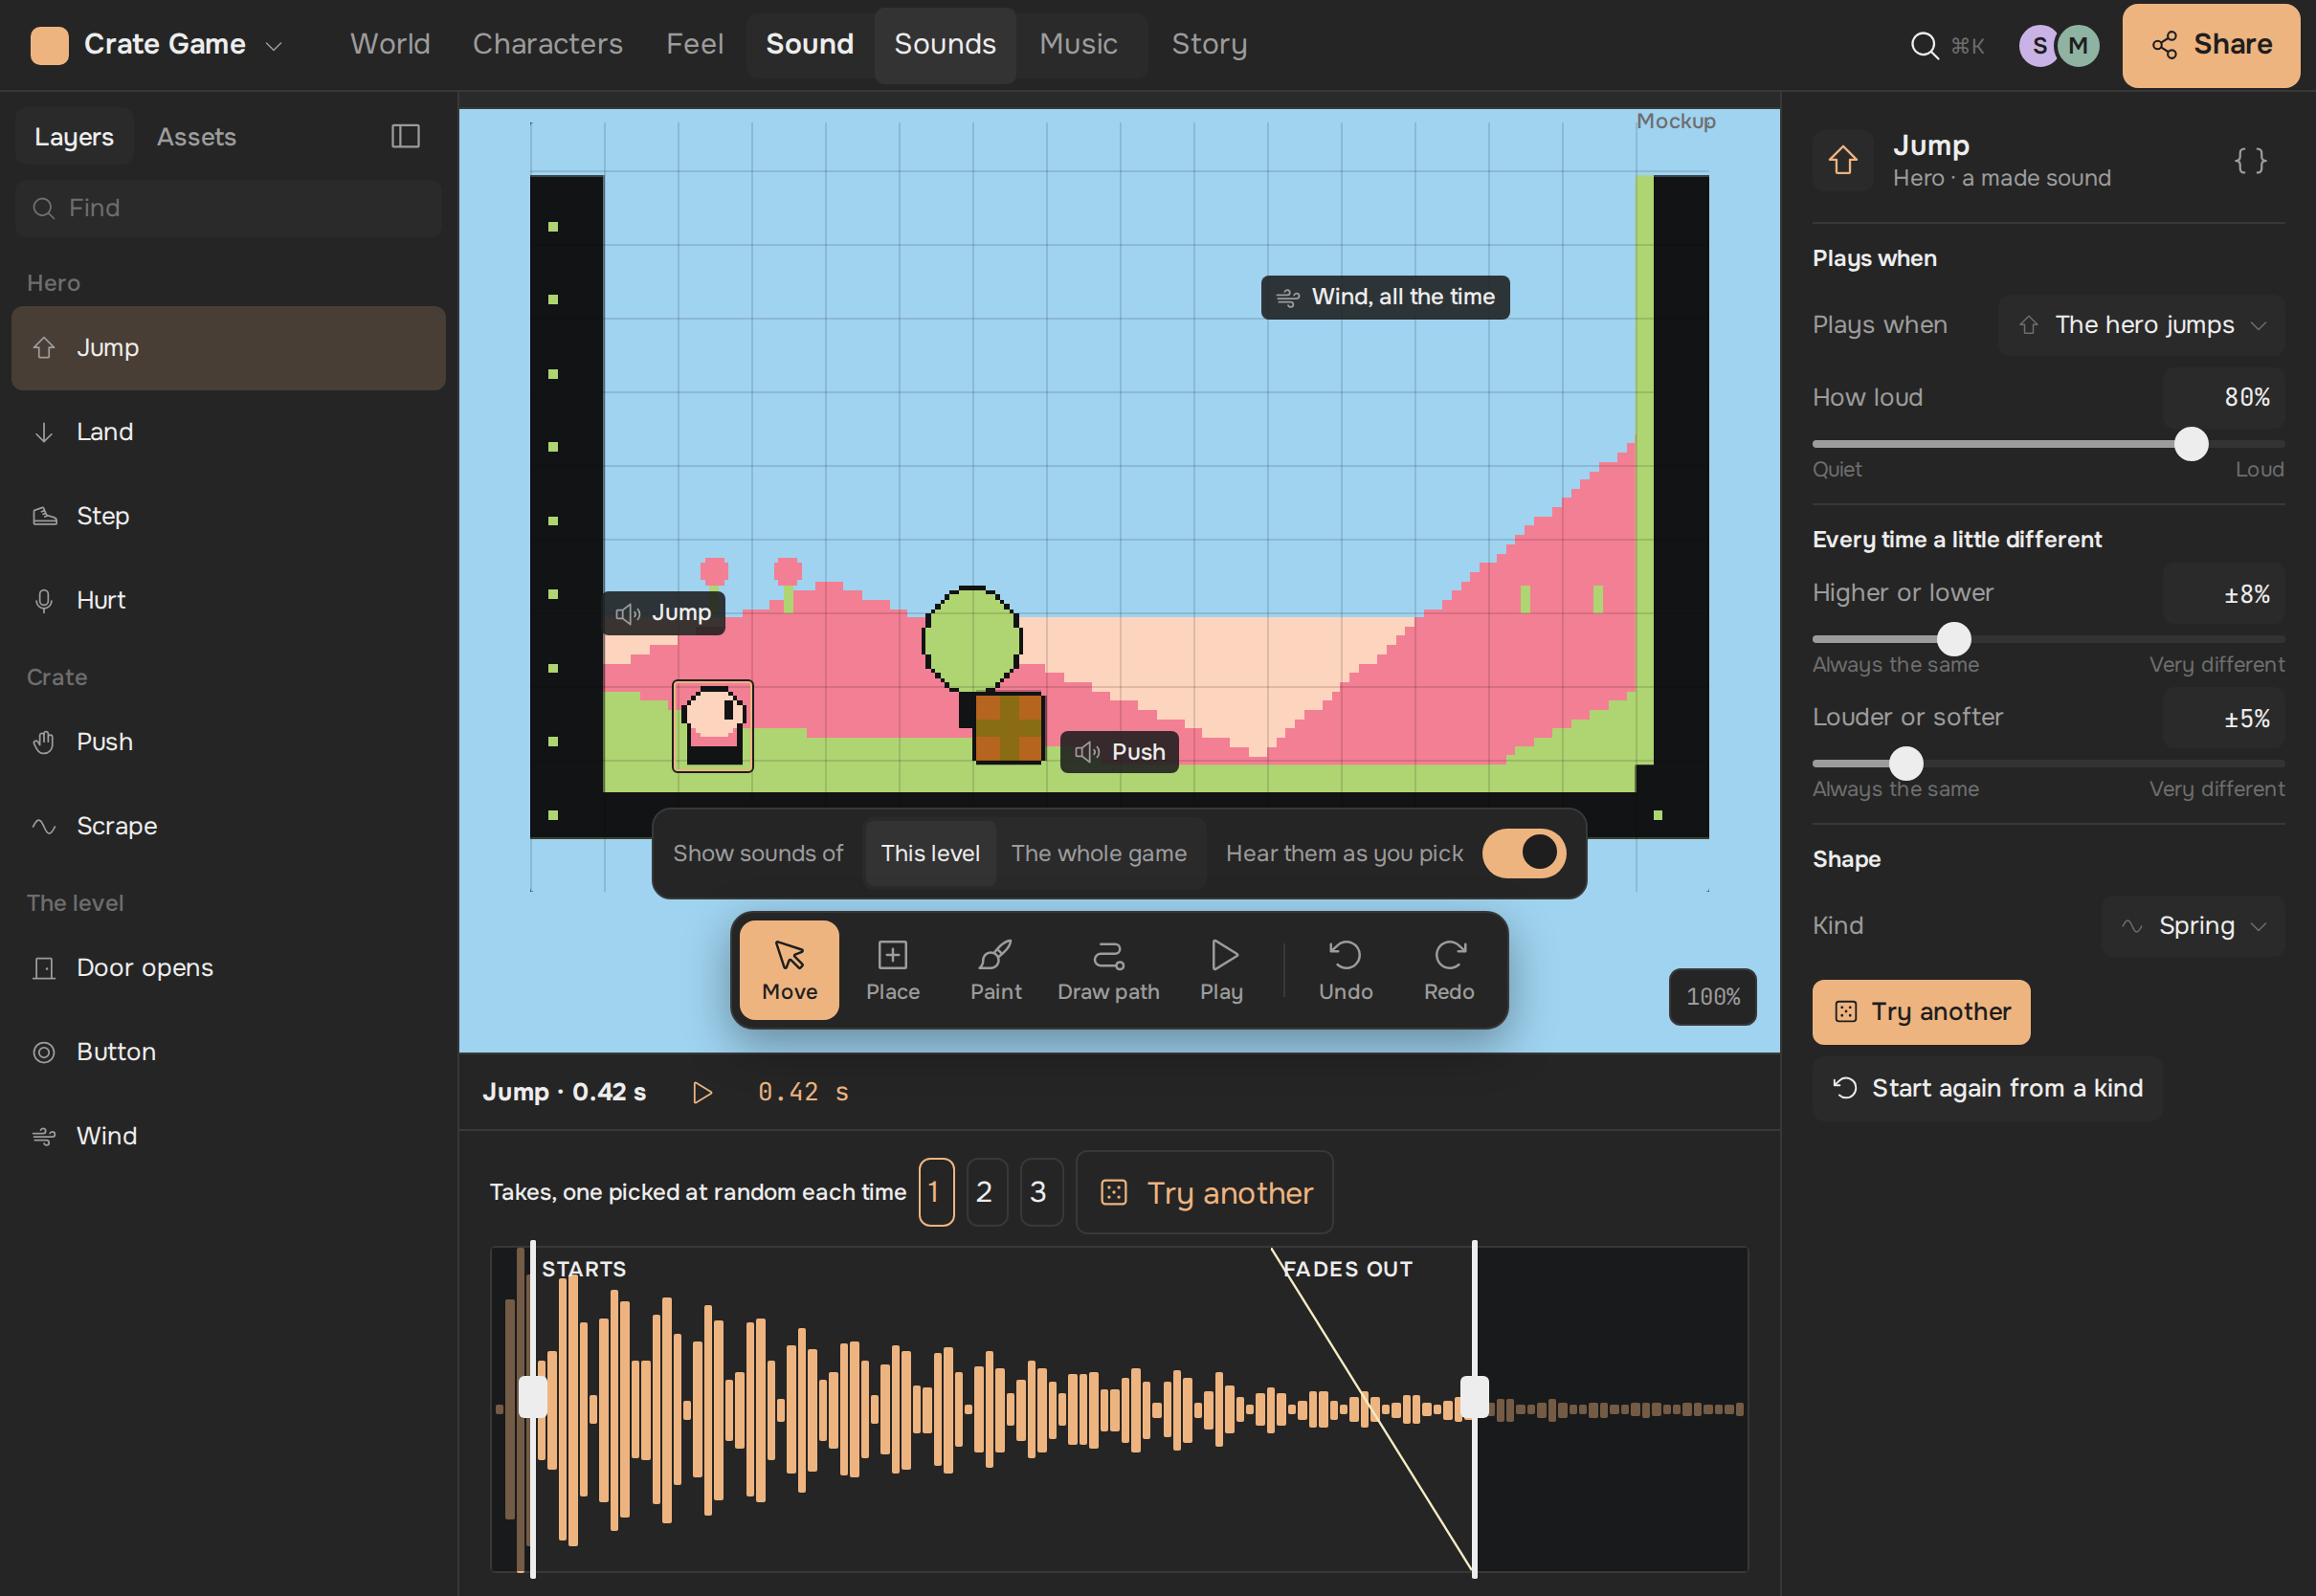 Crate Game
World
Characters
Feel
Sound
Sounds
Music
Story
⌘K
S
M
Share
Layers
Assets
Find
Hero
Jump
Land
Step
Hurt
Crate
Push
Scrape
The level
Door opens
Button
Wind
Mockup
Wind, all the time
Jump
Push
Show sounds of
This level
The whole game
Hear them as you pick
Move
Place
Paint
Draw path
Play
Undo
Redo
100%
Jump · 0.42 s
0.42 s
Takes, one picked at random each time
1
2
3
Try another
STARTS
FADES OUT
Jump
Hero · a made sound
{ }
Plays when
Plays when
The hero jumps
How loud
80%
Quiet
Loud
Every time a little different
Higher or lower
±8%
Always the same
Very different
Louder or softer
±5%
Always the same
Very different
Shape
Kind
Spring
Try another
Start again from a kind